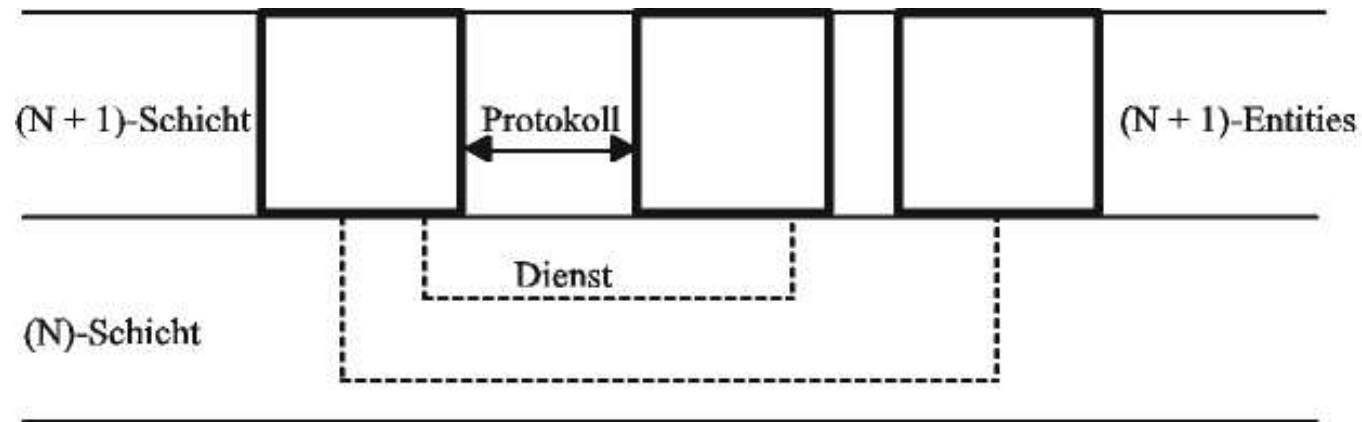 (N + 1)-Schicht
Protokoll
(N + 1)-Entities
Dienst
(N)-Schicht